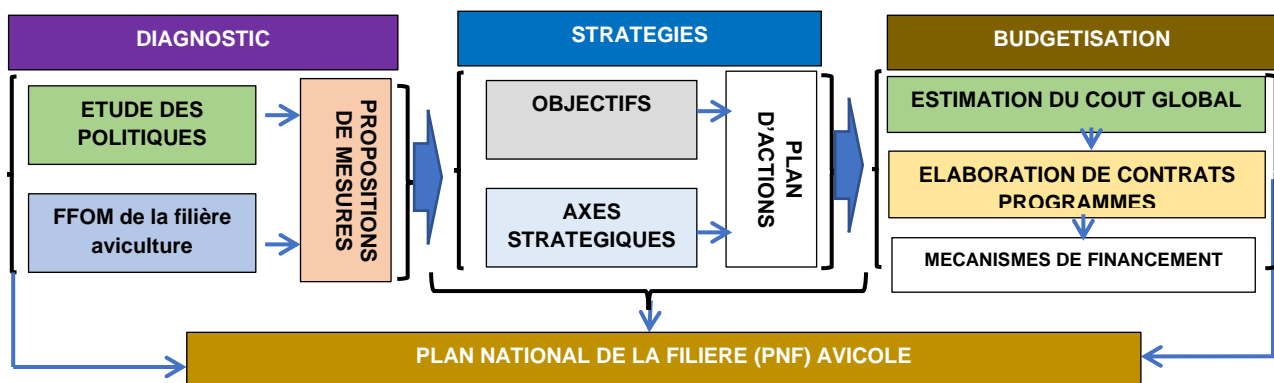 DIAGNOSTIC
ETUDE DES
POLITIQUES
FFOM de la filière
aviculture
PROPOSITIONS
DE MESURES
STRATEGIES
OBJECTIFS
AXES
STRATEGIQUES
PLAN
D’ACTIONS
BUDGETISATION
ESTIMATION DU COUT GLOBAL
ELABORATION DE CONTRATS
PROGRAMMES
MECANISMES DE FINANCEMENT
PLAN NATIONAL DE LA FILIERE (PNF) AVICOLE